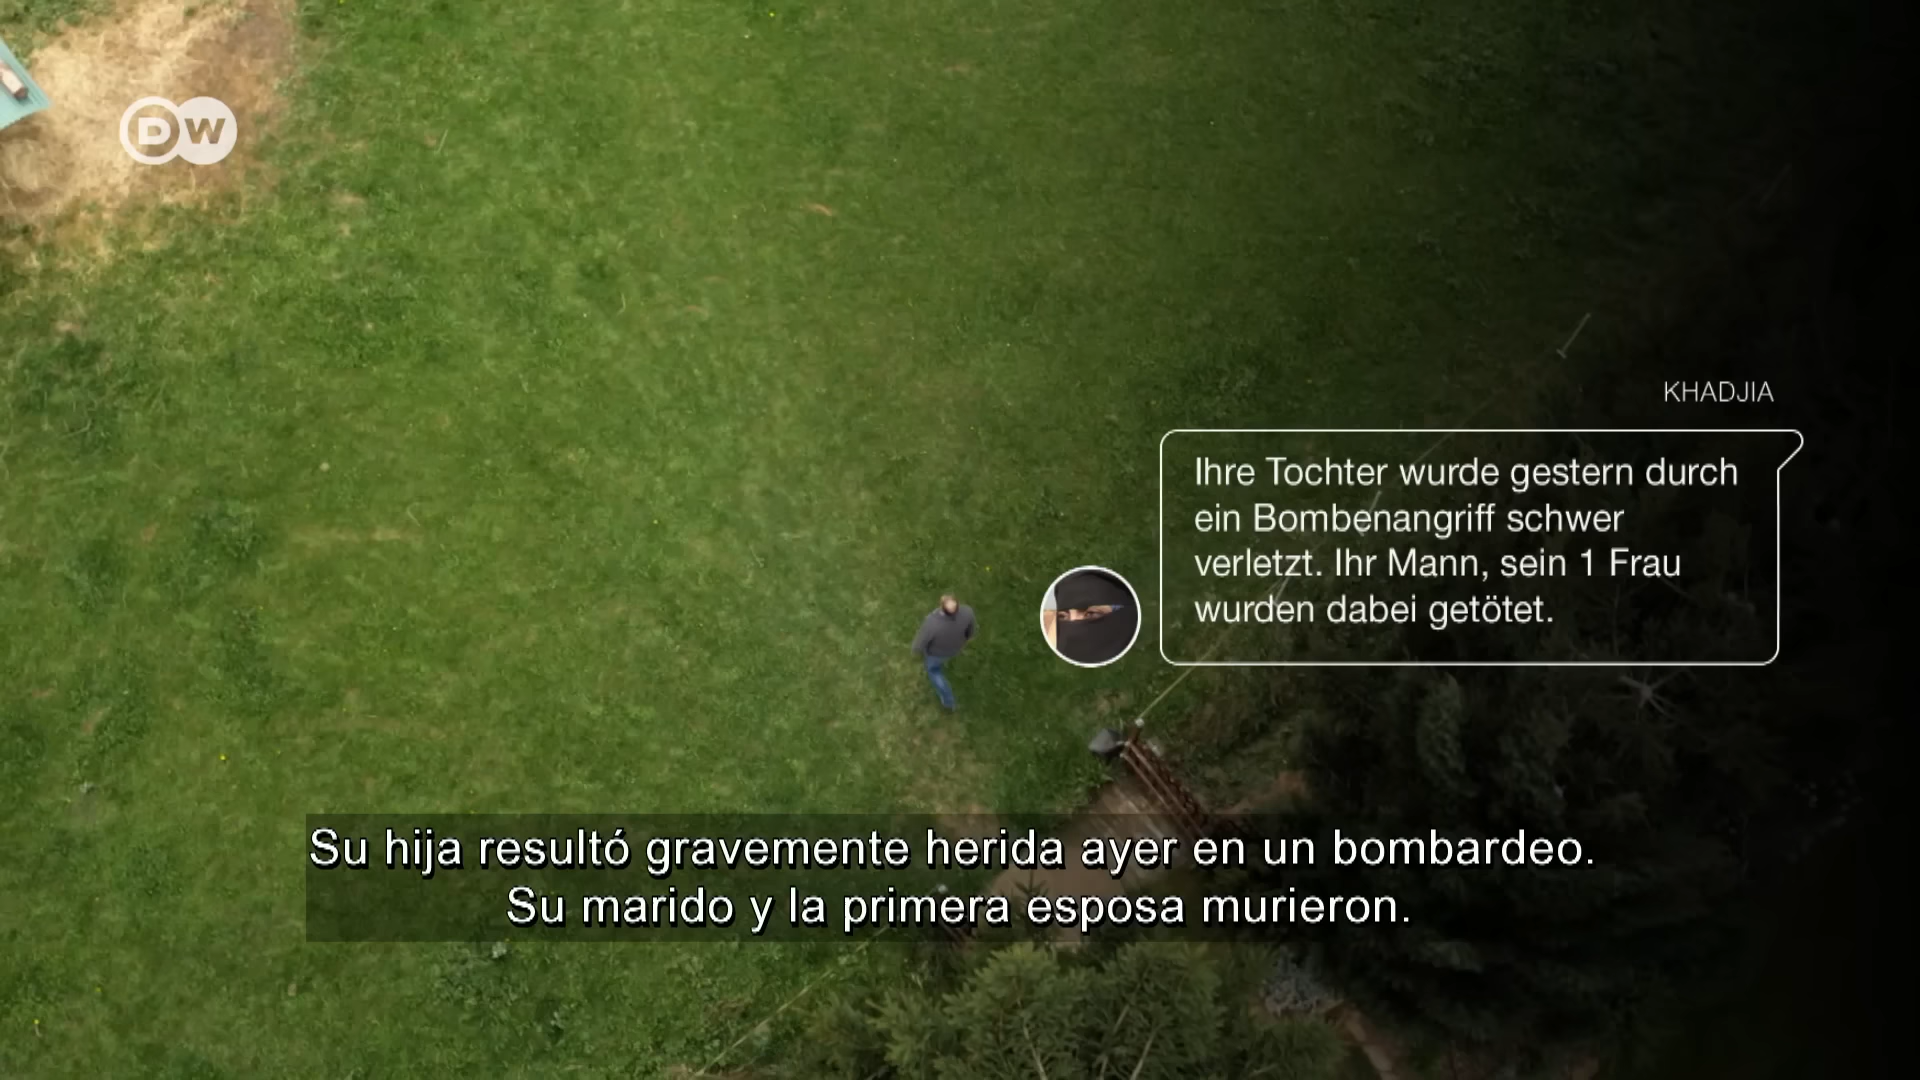 DW
KHADJIA
Ihre Tochter wurde gestern durch
ein Bombenangriff schwer
verletzt. Ihr Mann, sein 1 Frau
wurden dabei getötet.
Su hija resultó gravemente herida ayer en un bombardeo.
Su marido y la primera esposa murieron.